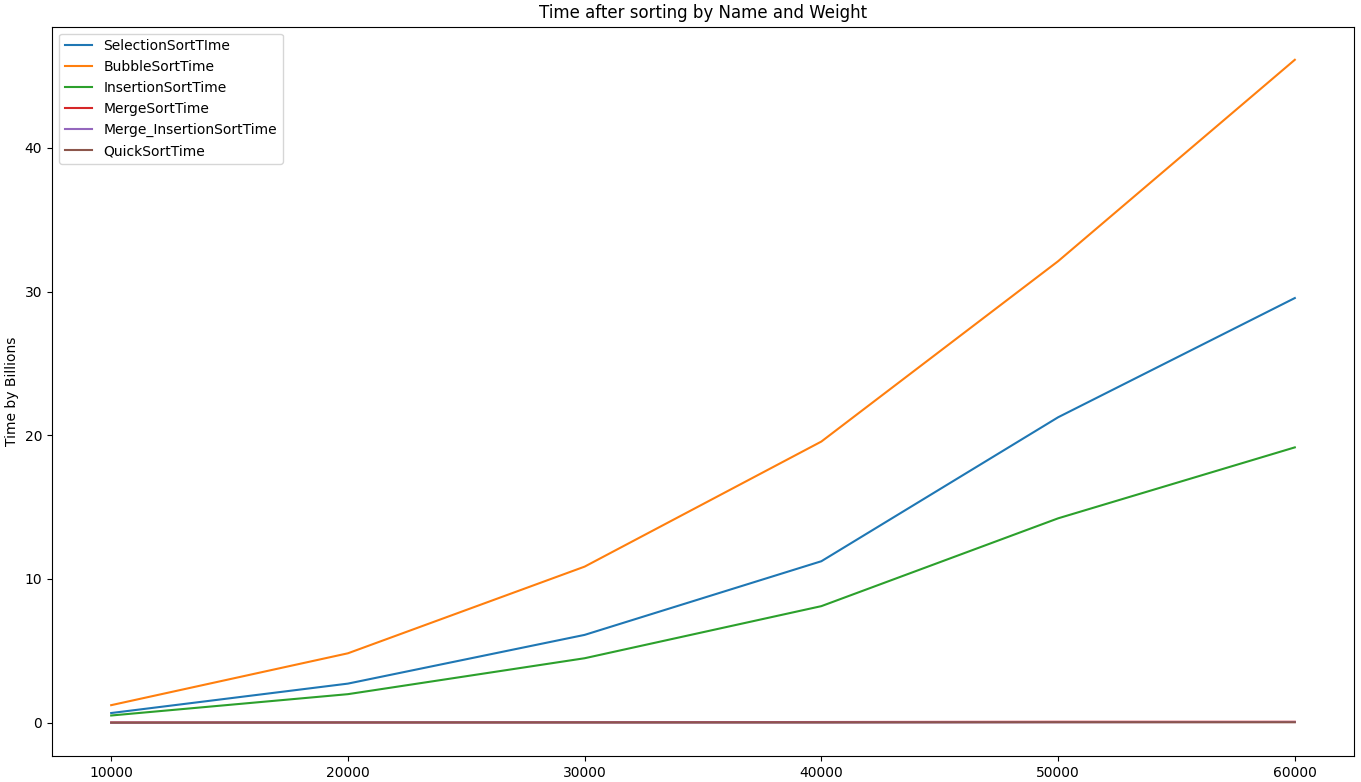 Time after sorting by Name and Weight
SelectionSortTIme
BubbleSortTime
InsertionSortTime
MergeSortTime
Merge_InsertionSortTime
QuickSortTime
Time by Billions
40
30
20
10
0
10000 20000 30000 40000 50000 60000